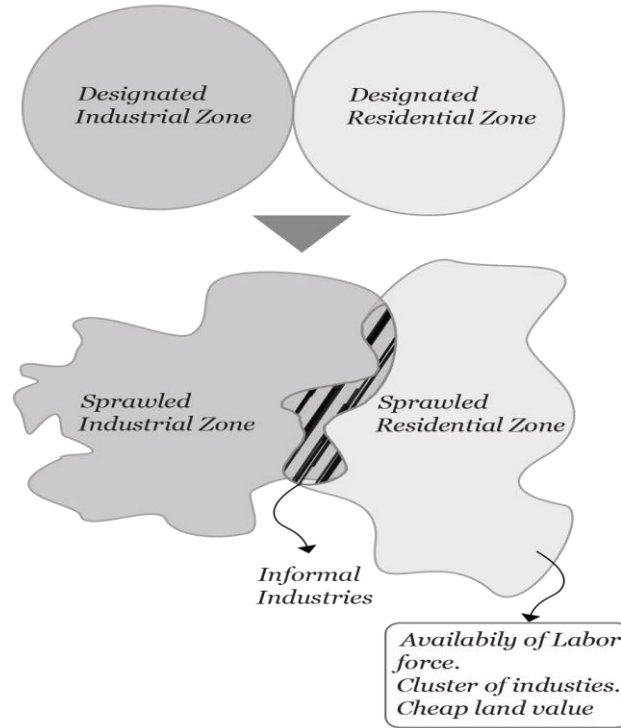 Designated
Industrial Zone
Designated
Residential Zone
Sprawled
Industrial Zone
Sprawled
Residential Zone
Informal
Industries
Availabily of Labor
force.
Cluster of industies.
Cheap land value